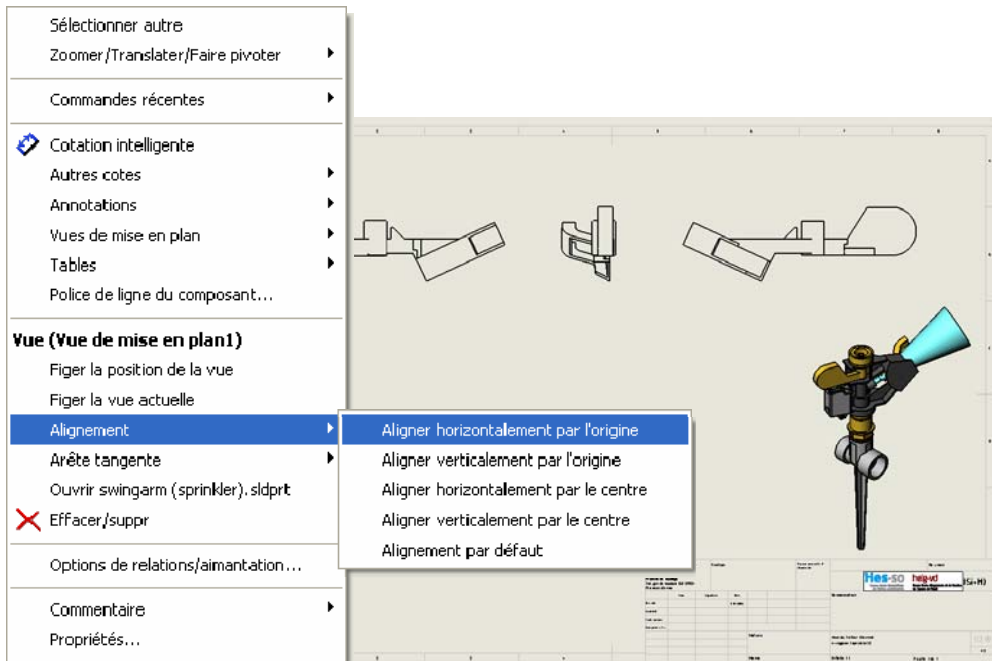 Sélectionner autre
Zoomer/Translater/Faire pivoter
Commandes récentes
Cotation intelligente
Autres cotes
Annotations
Vues de mise en plan
Tables
Police de ligne du composant...
Vue (Vue de mise en plan1)
Figer la position de la vue
Figer la vue actuelle
Alignement
Arête tangente
Ouvrir swingarm (sprinkler).sldprt
Effacer/suppr
Options de relations/aimantation...
Commentaire
Propriétés...
Aligner horizontalement par l'origine
Aligner verticalement par l'origine
Aligner horizontalement par le centre
Aligner verticalement par le centre
Alignement par défaut
Hes-so heig-vd